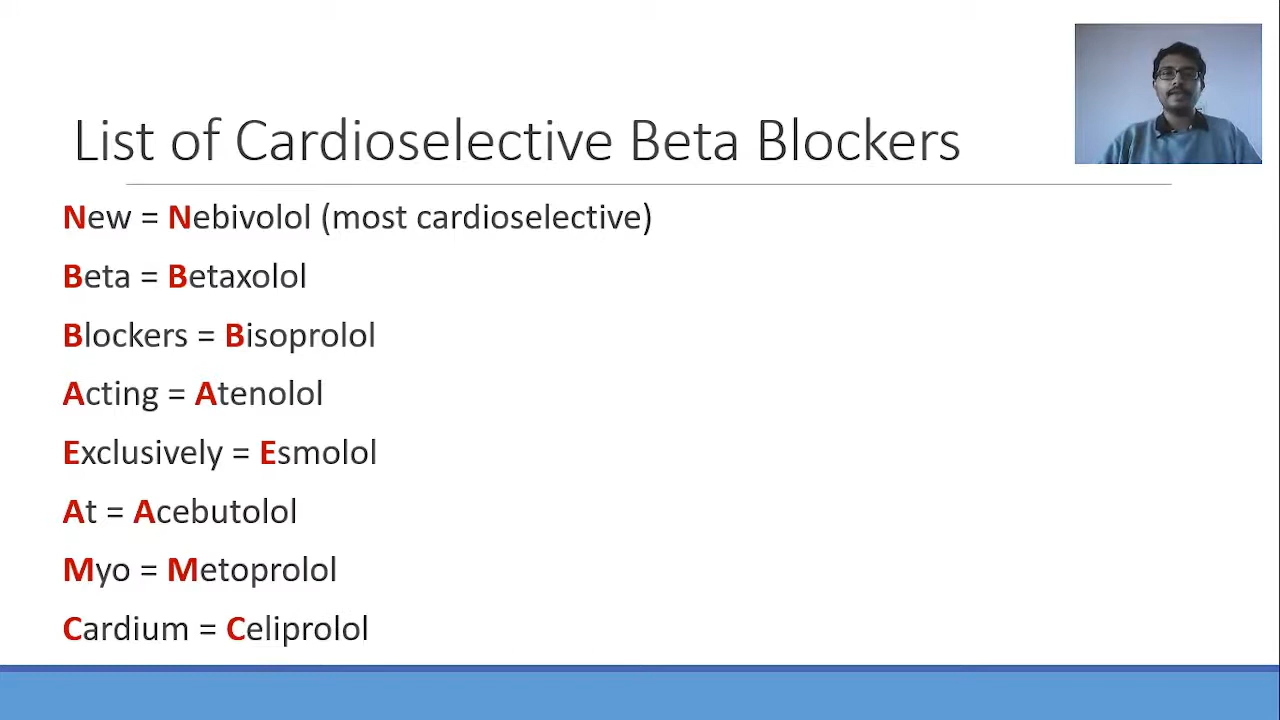 List of Cardioselective Beta Blockers
New = Nebivolol (most cardioselective)
Beta = Betaxolol
Blockers = Bisoprolol
Acting = Atenolol
Exclusively = Esmolol
At = Acebutolol
Myo = Metoprolol
Cardium = Celiprolol